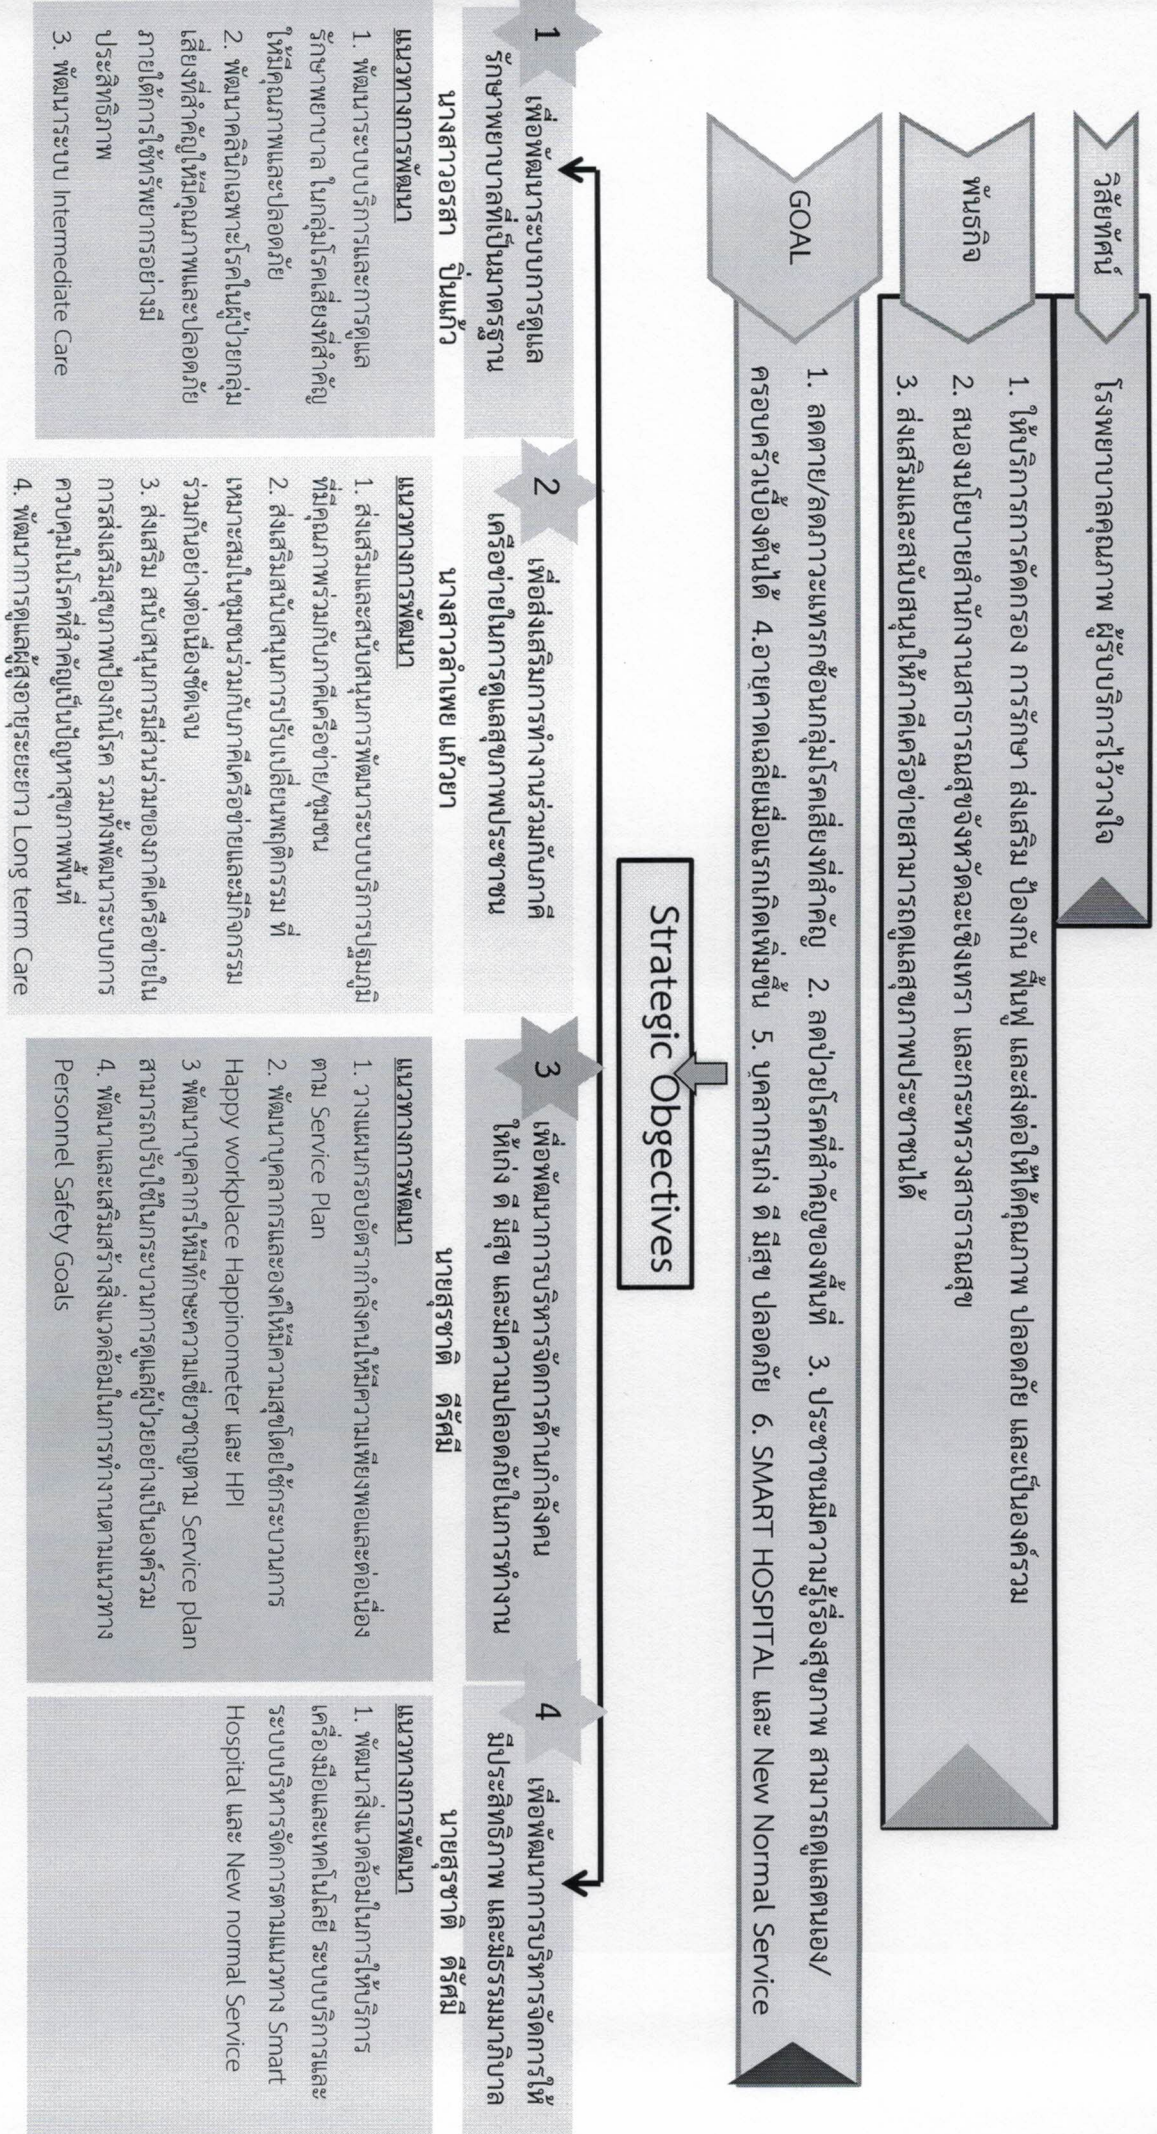 วิสัยทัศน์
โรงพยาบาลคุณภาพ ผู้รับบริการไว้วางใจ
พันธกิจ
1. ให้บริการการคัดกรอง การรักษา ส่งเสริม ป้องกัน ฟื้นฟู และส่งต่อให้ได้คุณภาพ ปลอดภัย และเป็นองค์รวม
2. สนองนโยบายสำนักงานสาธารณสุขจังหวัดฉะเชิงเทรา และกระทรวงสาธารณสุข
3. ส่งเสริมและสนับสนุนให้ภาคีเครือข่ายสามารถดูแลสุขภาพประชาชนได้
GOAL
1. ลดตาย/ลดภาวะแทรกซ้อนกลุ่มโรคเสี่ยงที่สำคัญ 2. ลดป่วยโรคที่สำคัญของพื้นที่ 3. ประชาชนมีความรู้เรื่องสุขภาพ สามารถดูแลตนเอง/
ครอบครัวเบื้องต้นได้ 4.อายุคาดเฉลี่ยเมื่อแรกเกิดเพิ่มขึ้น 5. บุคลากรเก่ง ดี มีสุข ปลอดภัย 6. SMART HOSPITAL และ New Normal Service
Strategic Obgectives
1
เพื่อพัฒนาระบบการดูแล
รักษาพยาบาลที่เป็นมาตรฐาน
นางสาวอรสา ปิ่นแก้ว
แนวทางการพัฒนา
1. พัฒนาระบบบริการและการดูแล
รักษาพยาบาล ในกลุ่มโรคเสี่ยงที่สำคัญ
ให้มีคุณภาพและปลอดภัย
2. พัฒนาคลินิกเฉพาะโรคในผู้ป่วยกลุ่ม
เสี่ยงที่สำคัญให้มีคุณภาพและปลอดภัย
ภายใต้การใช้ทรัพยากรอย่างมี
ประสิทธิภาพ
3. พัฒนาระบบ Intermediate Care
2
เพื่อส่งเสริมการทำงานร่วมกับภาคี
เครือข่ายในการดูแลสุขภาพประชาชน
นางสาวลำเพย แก้วยา
แนวทางการพัฒนา
1. ส่งเสริมและสนับสนุนการพัฒนาระบบบริการปฐมภูมิ
ที่มีคุณภาพร่วมกับภาคีเครือข่าย/ชุมชน
2. ส่งเสริมสนับสนุนการปรับเปลี่ยนพฤติกรรม ที่
เหมาะสมในชุมชนร่วมกับภาคีเครือข่ายและมีกิจกรรม
ร่วมกันอย่างต่อเนื่องชัดเจน
3. ส่งเสริม สนับสนุนการมีส่วนร่วมของภาคีเครือข่ายใน
การส่งเสริมสุขภาพป้องกันโรค รวมทั้งพัฒนาระบบการ
ควบคุมในโรคที่สำคัญเป็นปัญหาสุขภาพพื้นที่
4. พัฒนาการดูแลผู้สูงอายุระยะยาว Long term Care
3
เพื่อพัฒนาการบริหารจัดการด้านกำลังคน
ให้เก่ง ดี มีสุข และมีความปลอดภัยในการทำงาน
นายสุรชาติ ดีรัศมี
แนวทางการพัฒนา
1. วางแผนกรอบอัตรากำลังคนให้มีความเพียงพอและต่อเนื่อง
ตาม Service Plan
2. พัฒนาบุคลากรและองค์ให้มีความสุขโดยใช้กระบวนการ
Happy workplace Happinometer และ HPI
3 พัฒนาบุคลากรให้มีทักษะความเชี่ยวชาญตาม Service plan
สามารถปรับใช้ในกระบวนการดูแลผู้ป่วยอย่างเป็นองค์รวม
4. พัฒนาและเสริมสร้างสิ่งแวดล้อมในการทำงานตามแนวทาง
Personnel Safety Goals
4
เพื่อพัฒนาการบริหารจัดการให้
มีประสิทธิภาพ และมีธรรมมาภิบาล
นายสุรชาติ ดีรัศมี
แนวทางการพัฒนา
1. พัฒนาสิ่งแวดล้อมในการให้บริการ
เครื่องมือและเทคโนโลยี ระบบบริการและ
ระบบบริหารจัดการตามแนวทาง Smart
Hospital และ New normal Service